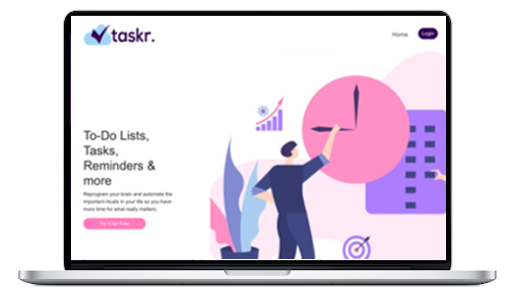 taskr.
Home
Login
To-Do Lists,
Tasks,
Reminders &
more
Reprogram your brain and automate the
important rituals in your life so you have
more time for what really matters.
Try it for Free